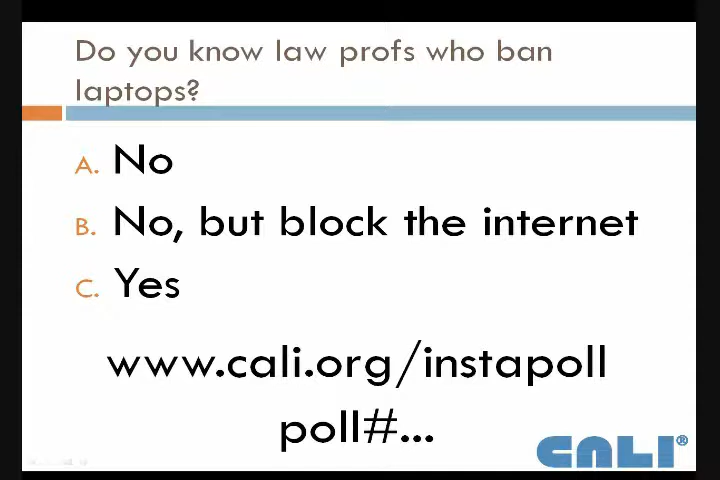 Do you know law profs who ban
laptops?
A. No
B. No, but block the internet
C. Yes
www.cali.org/instapoll
poll#...
CALI®